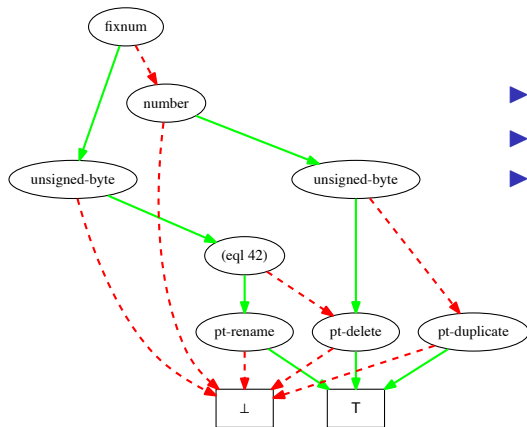 fixnum
number
unsigned-byte unsigned-byte
(eql 42)
pt-rename pt-delete pt-duplicate
⊥ T